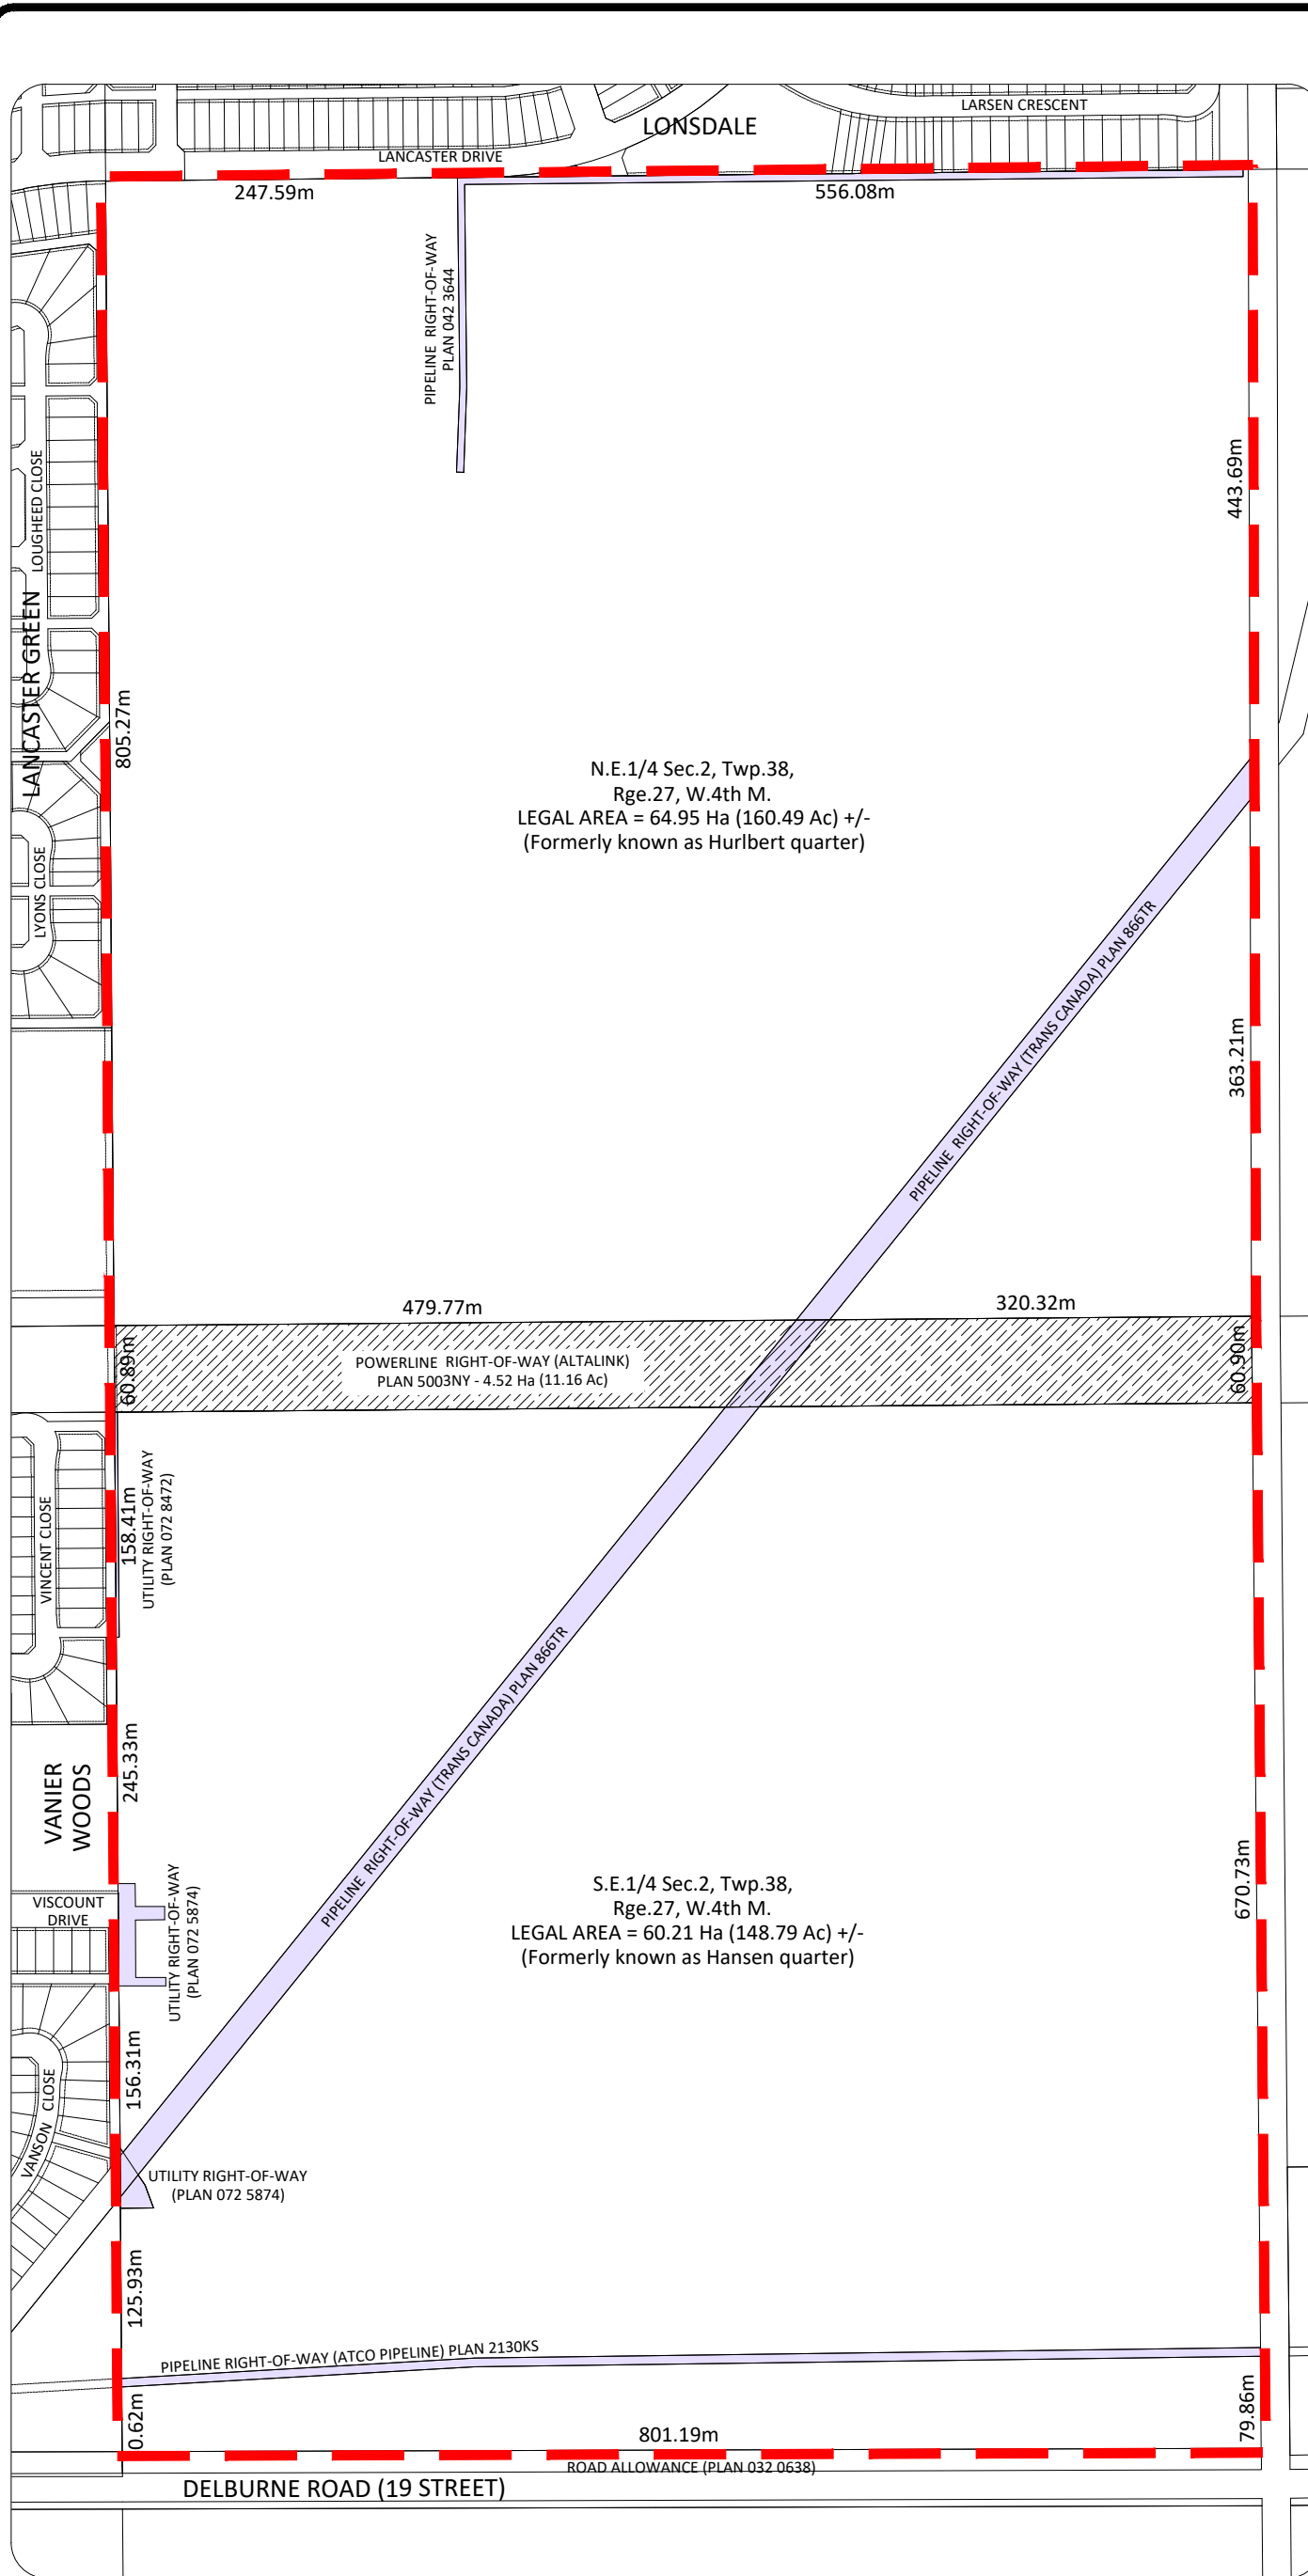 LARSEN CRESCENT
LONSDALE
LANCASTER DRIVE
247.59m
556.08m
PIPELINE RIGHT-OF-WAY
PLAN 042 3644
443.69m
LOUGHEED CLOSE
LANCASTER GREEN
805.27m
N.E.1/4 Sec.2, Twp.38,
Rge.27, W.4th M.
LEGAL AREA = 64.95 Ha (160.49 Ac) +/-
(Formerly known as Hurlbert quarter)
LYONS CLOSE
PIPELINE RIGHT-OF-WAY (TRANS CANADA) PLAN 866TR
363.21m
479.77m
320.32m
60.89m
POWERLINE RIGHT-OF-WAY (ALTALINK)
PLAN 5003NY - 4.52 Ha (11.16 Ac)
60.90m
VINCENT CLOSE
158.41m
UTILITY RIGHT-OF-WAY
(PLAN 072 8472)
PIPELINE RIGHT-OF-WAY (TRANS CANADA) PLAN 866TR
245.33m
VANIER
WOODS
VISCOUNT
DRIVE
UTILITY RIGHT-OF-WAY
(PLAN 072 5874)
S.E.1/4 Sec.2, Twp.38,
Rge.27, W.4th M.
LEGAL AREA = 60.21 Ha (148.79 Ac) +/-
(Formerly known as Hansen quarter)
670.73m
156.31m
VANSON CLOSE
UTILITY RIGHT-OF-WAY
(PLAN 072 5874)
125.93m
PIPELINE RIGHT-OF-WAY (ATCO PIPELINE) PLAN 2130KS
0.62m
801.19m
79.86m
ROAD ALLOWANCE (PLAN 032 0638)
DELBURNE ROAD (19 STREET)